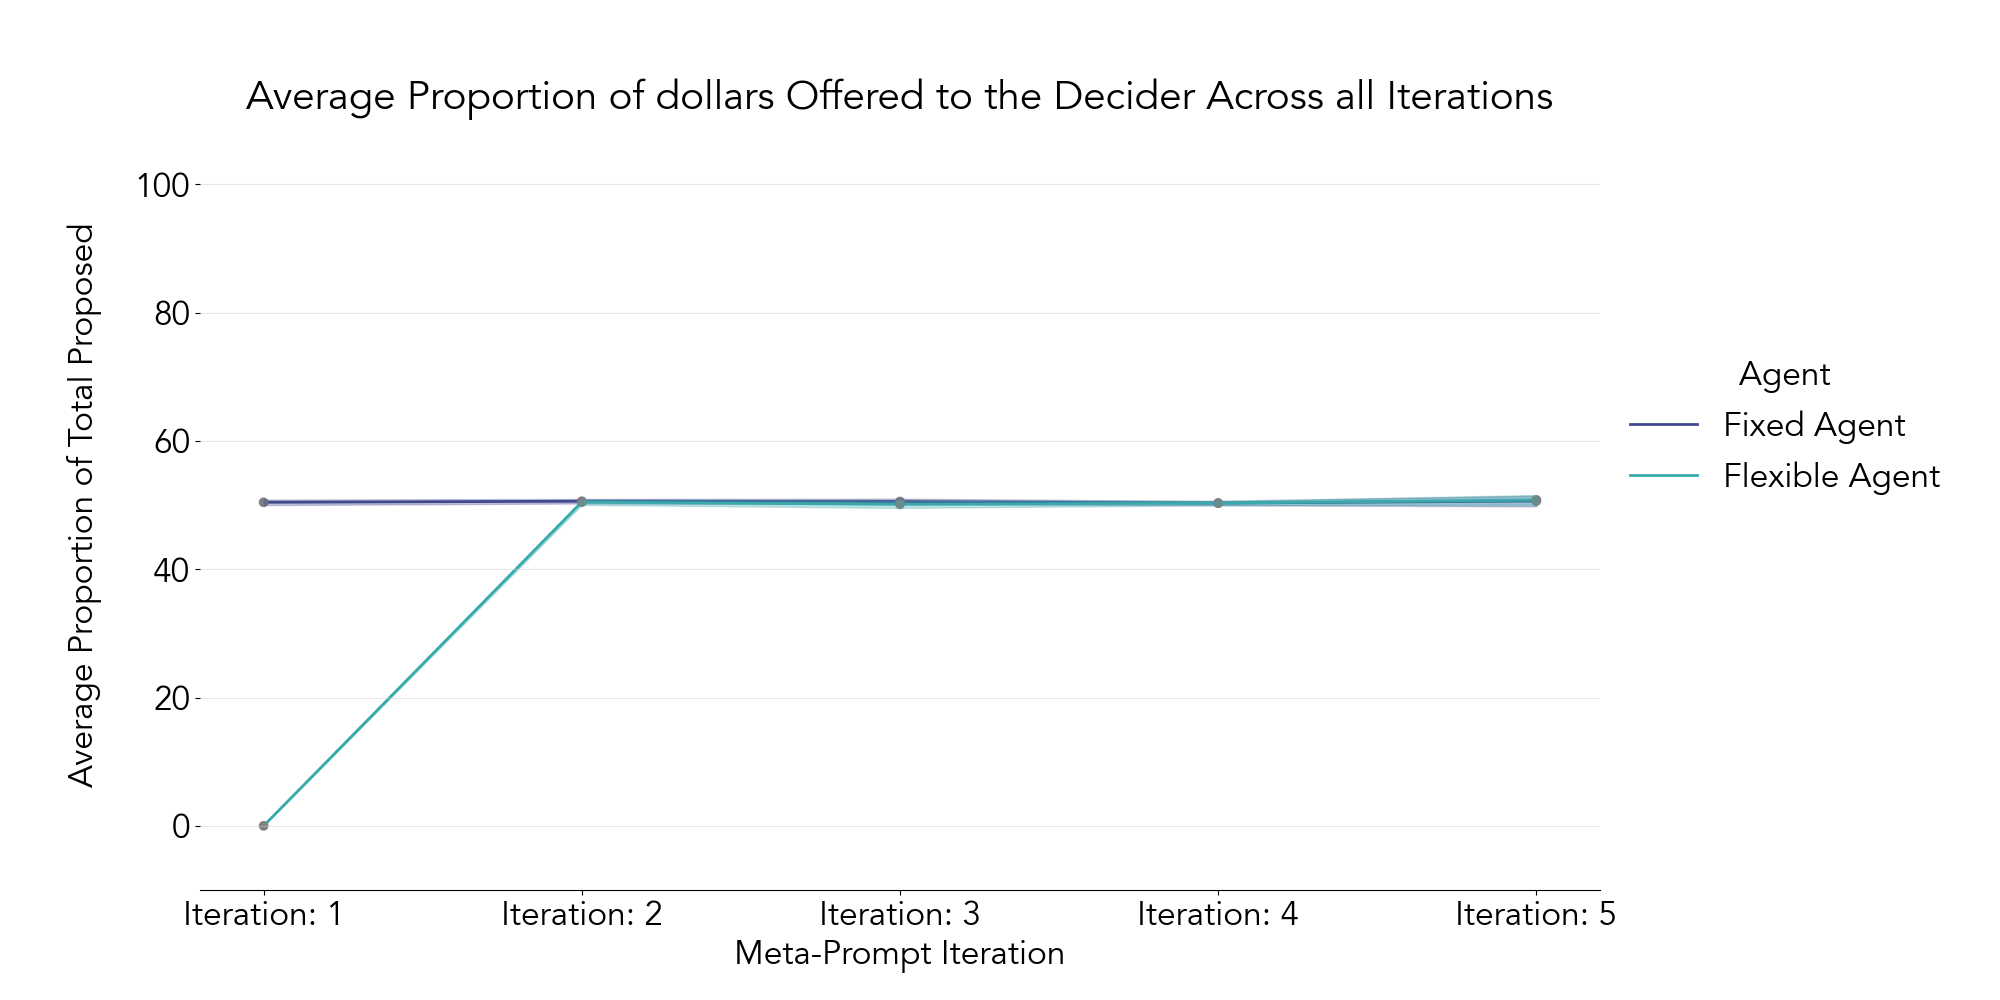 Average Proportion of dollars Offered to the Decider Across all Iterations
Average Proportion of Total Proposed
100
80
60
40
20
0
Iteration: 1
Iteration: 2
Iteration: 3
Iteration: 4
Iteration: 5
Meta-Prompt Iteration
Agent
Fixed Agent
Flexible Agent